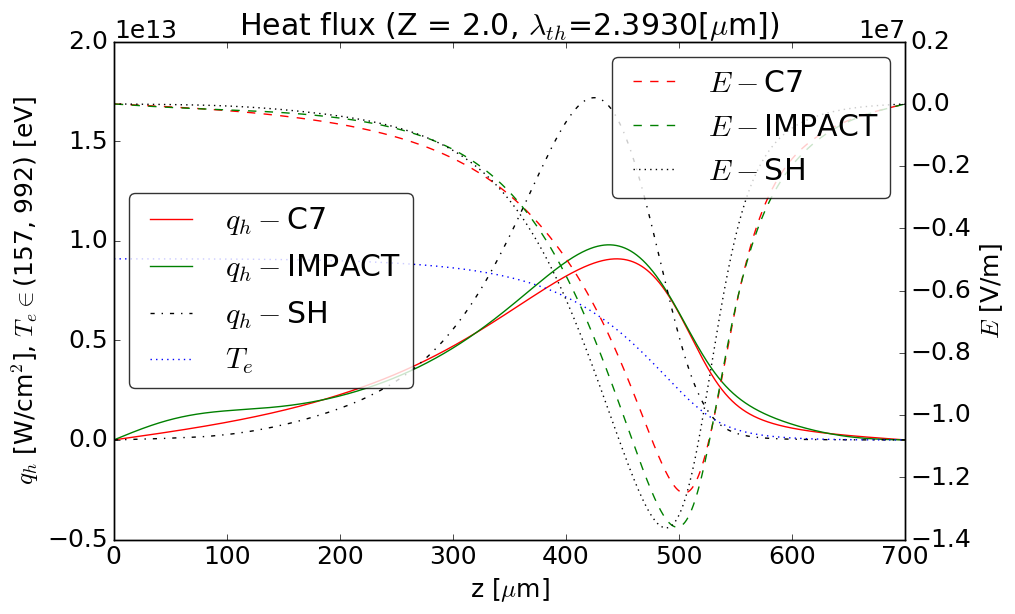 Heat flux (Z = 2.0, λ_th=2.3930[μm])
1e13
1e7
2.0
1.5
1.0
0.5
0.0
−0.5
q_h [W/cm²], T_e ∈ (157, 992) [eV]
q_h − C7
q_h − IMPACT
q_h − SH
T_e
E − C7
E − IMPACT
E − SH
0.2
0.0
−0.2
−0.4
−0.6
−0.8
−1.0
−1.2
−1.4
E [V/m]
0 100 200 300 400 500 600 700
z [μm]